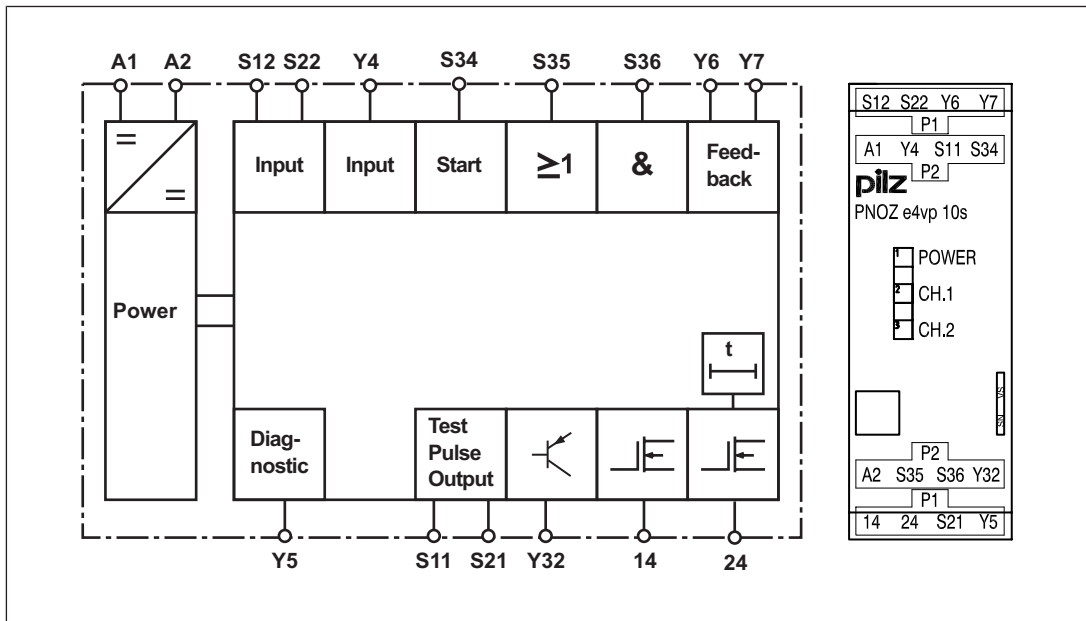 A1 A2 S12 S22 Y4 S34 S35 S36 Y6 Y7
=
=
Power
Input
Input
Start
≥1
&
Feed-
back
t
Diag-
nostic
Test
Pulse
Output
Y5 S11 S21 Y32 14 24
S12 S22 Y6 Y7
P1
A1 Y4 S11 S34
P2
pilz
PNOZ e4vp 10s
1 POWER
2 CH.1
3 CH.2
SN VS
P2
A2 S35 S36 Y32
P1
14 24 S21 Y5